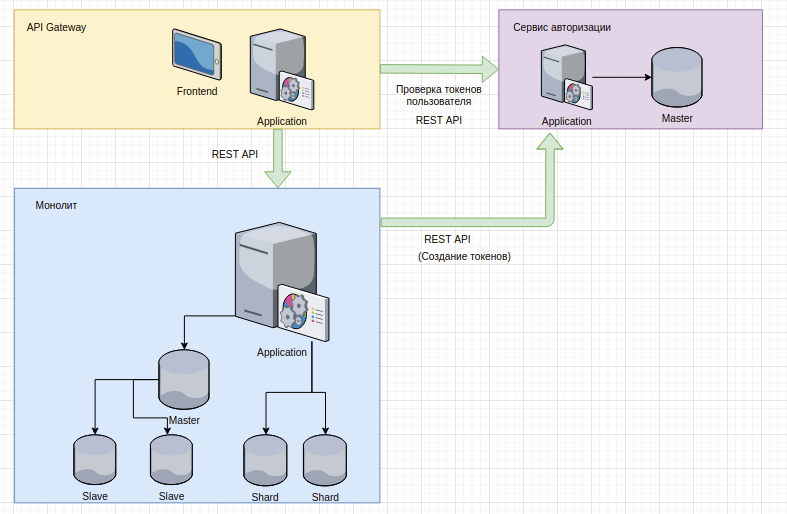 API Gateway
Frontend
Application
Проверка токенов
пользователя
REST API
Сервис авторизации
Application
Master
REST API
Монолит
REST API
(Создание токенов)
Application
Master
Slave
Slave
Shard
Shard